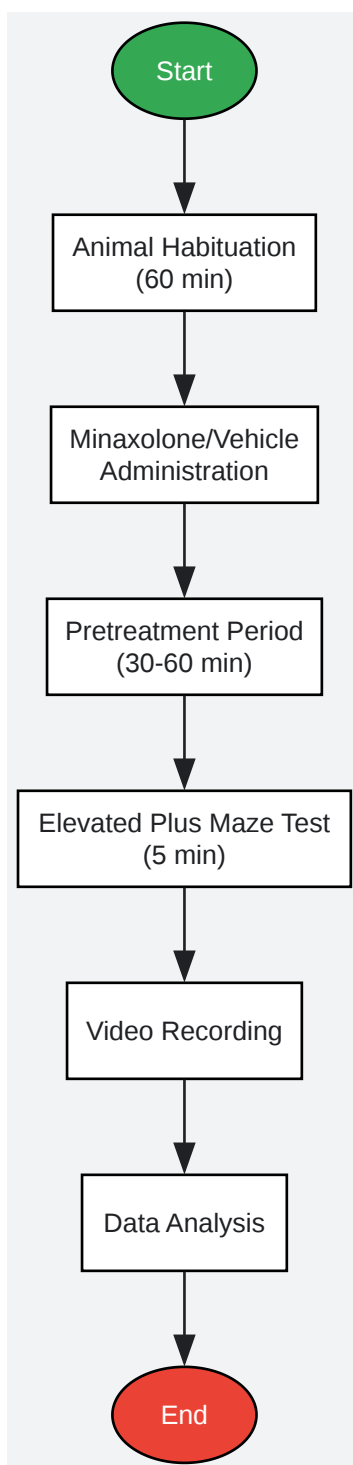 Start
Animal Habituation
(60 min)
Minaxolone/Vehicle
Administration
Pretreatment Period
(30-60 min)
Elevated Plus Maze Test
(5 min)
Video Recording
Data Analysis
End